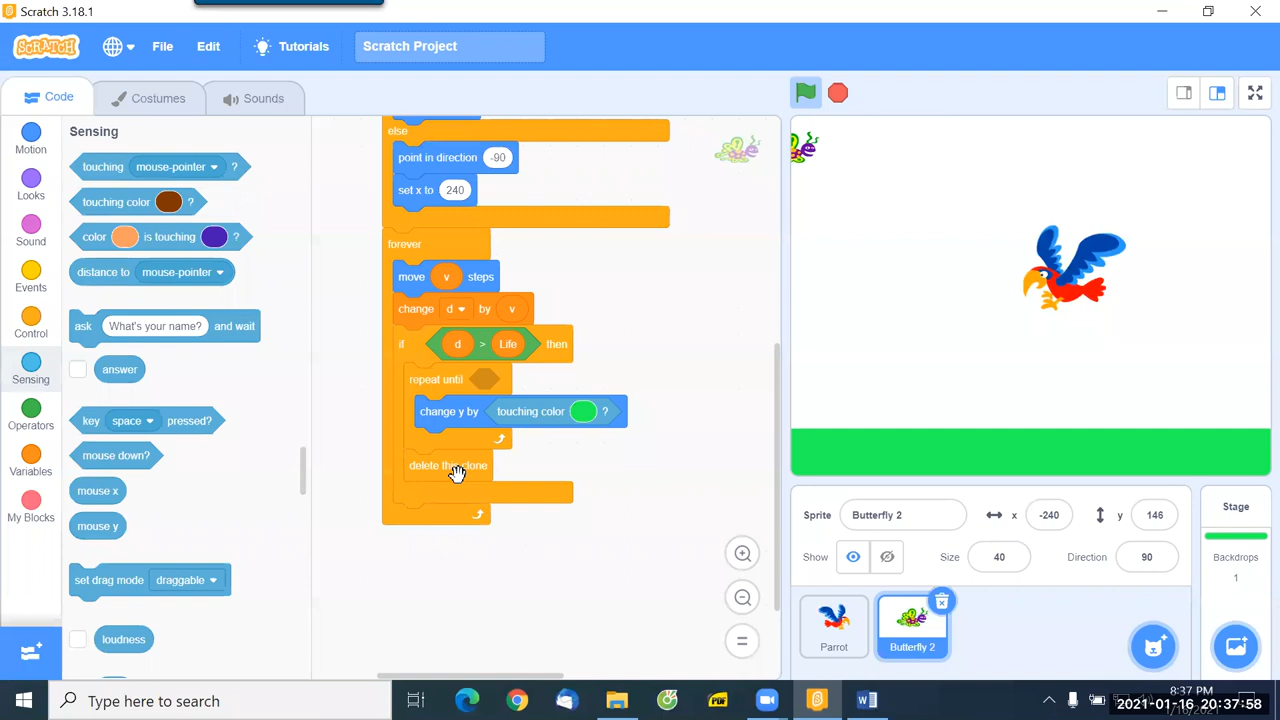 Scratch 3.18.1
SCRATCH File Edit Tutorials Scratch Project
Code Costumes Sounds
Motion
Looks
Sound
Events
Control
Sensing
Operators
Variables
My Blocks
Sensing
touching mouse-pointer ?
touching color ?
color is touching ?
distance to mouse-pointer
ask What's your name? and wait
answer
key space pressed?
mouse down?
mouse x
mouse y
set drag mode draggable
loudness
else
point in direction -90
set x to 240
forever
move v steps
change d by v
if d > Life then
repeat until
change y by touching color ?
delete this clone
Sprite Butterfly 2 x -240 y 146
Show Size 40 Direction 90
Parrot
Butterfly 2
Stage
Backdrops
1
Type here to search
PDF
8:37 PM
2021-01-16 20:37:58